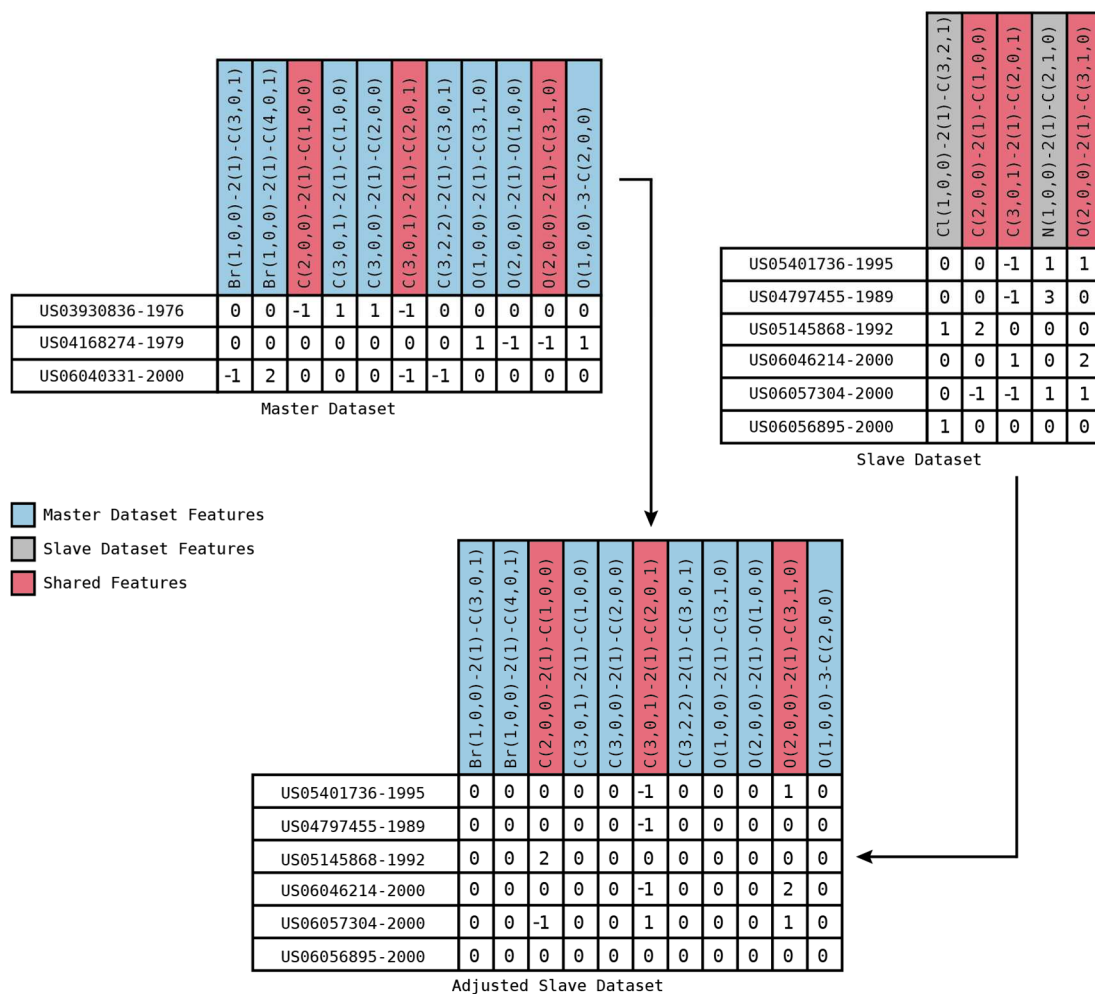 Br(1,0,0)-2(1)-C(3,0,1)
Br(1,0,0)-2(1)-C(4,0,1)
C(2,0,0)-2(1)-C(1,0,0)
C(3,0,1)-2(1)-C(1,0,0)
C(3,0,0)-2(1)-C(2,0,0)
C(3,0,1)-2(1)-C(2,0,1)
C(3,2,2)-2(1)-C(3,0,1)
O(1,0,0)-2(1)-C(3,1,0)
O(2,0,0)-2(1)-O(1,0,0)
O(2,0,0)-2(1)-C(3,1,0)
O(1,0,0)-3-C(2,0,0)
US03930836-1976 0 0 -1 1 1 -1 0 0 0 0 0
US04168274-1979 0 0 0 0 0 0 0 1 -1 -1 1
US06040331-2000 -1 2 0 0 0 -1 -1 0 0 0 0
Master Dataset
Cl(1,0,0)-2(1)-C(3,2,1)
C(2,0,0)-2(1)-C(1,0,0)
C(3,0,1)-2(1)-C(2,0,1)
N(1,0,0)-2(1)-C(2,1,0)
O(2,0,0)-2(1)-C(3,1,0)
US05401736-1995 0 0 -1 1 1
US04797455-1989 0 0 -1 3 0
US05145868-1992 1 2 0 0 0
US06046214-2000 0 0 1 0 2
US06057304-2000 0 -1 -1 1 1
US06056895-2000 1 0 0 0 0
Slave Dataset
Master Dataset Features
Slave Dataset Features
Shared Features
Br(1,0,0)-2(1)-C(3,0,1)
Br(1,0,0)-2(1)-C(4,0,1)
C(2,0,0)-2(1)-C(1,0,0)
C(3,0,1)-2(1)-C(1,0,0)
C(3,0,0)-2(1)-C(2,0,0)
C(3,0,1)-2(1)-C(2,0,1)
C(3,2,2)-2(1)-C(3,0,1)
O(1,0,0)-2(1)-C(3,1,0)
O(2,0,0)-2(1)-O(1,0,0)
O(2,0,0)-2(1)-C(3,1,0)
O(1,0,0)-3-C(2,0,0)
US05401736-1995 0 0 0 0 0 -1 0 0 0 1 0
US04797455-1989 0 0 0 0 0 -1 0 0 0 0 0
US05145868-1992 0 0 2 0 0 0 0 0 0 0 0
US06046214-2000 0 0 0 0 0 -1 0 0 0 2 0
US06057304-2000 0 0 -1 0 0 1 0 0 0 1 0
US06056895-2000 0 0 0 0 0 0 0 0 0 0 0
Adjusted Slave Dataset